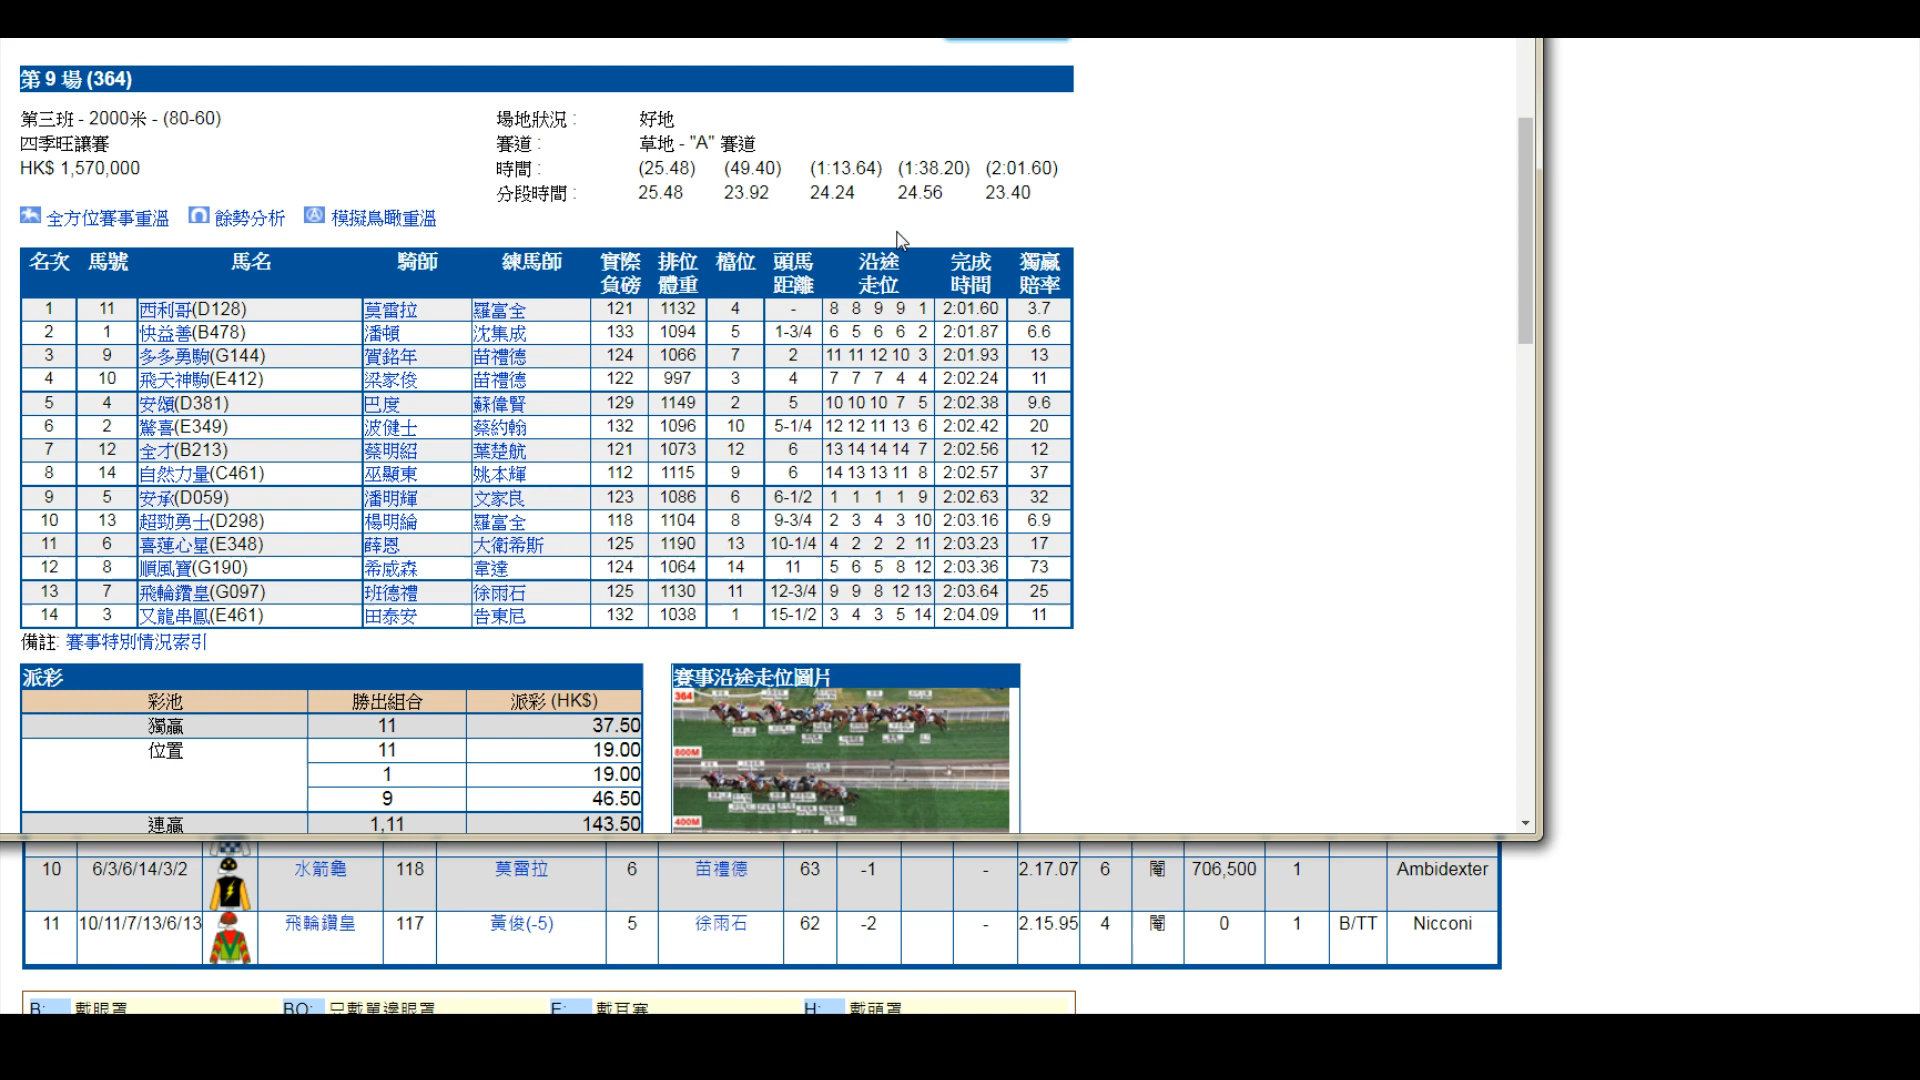 第 9 場 (364)
第三班 - 2000米 - (80-60) 場地狀況 : 好地
四季旺讓賽 賽道 : 草地 - "A" 賽道
HK$ 1,570,000 時間 : (25.48) (49.40) (1:13.64) (1:38.20) (2:01.60)
分段時間 : 25.48 23.92 24.24 24.56 23.40
全方位賽事重溫 餘勢分析 模擬鳥瞰重溫
名次 馬號 馬名 騎師 練馬師 實際負磅 排位體重 檔位 頭馬距離 沿途走位 完成時間 獨贏賠率
1 11 西利哥(D128) 莫雷拉 羅富全 121 1132 4 - 8 8 9 9 1 2:01.60 3.7
2 1 快益善(B478) 潘頓 沈集成 133 1094 5 1-3/4 6 5 6 6 2 2:01.87 6.6
3 9 多多勇駒(G144) 賀銘年 苗禮德 124 1066 7 2 11 11 12 10 3 2:01.93 13
4 10 飛天神駒(E412) 梁家俊 苗禮德 122 997 3 4 7 7 7 4 4 2:02.24 11
5 4 安頌(D381) 巴度 蘇偉賢 129 1149 2 5 10 10 10 7 5 2:02.38 9.6
6 2 驚喜(E349) 波健士 蔡約翰 132 1096 10 5-1/4 12 12 11 13 6 2:02.42 20
7 12 全才(B213) 蔡明紹 葉楚航 121 1073 12 6 13 14 14 14 7 2:02.56 12
8 14 自然力量(C461) 巫顯東 姚本輝 112 1115 9 6 14 13 13 11 8 2:02.57 37
9 5 安承(D059) 潘明輝 文家良 123 1086 6 6-1/2 1 1 1 1 9 2:02.63 32
10 13 超勁勇士(D298) 楊明綸 羅富全 118 1104 8 9-3/4 2 3 4 3 10 2:03.16 6.9
11 6 喜蓮心星(E348) 薛恩 大衛希斯 125 1190 13 10-1/4 4 2 2 2 11 2:03.23 17
12 8 順風寶(G190) 希威森 韋達 124 1064 14 11 5 6 5 8 12 2:03.36 73
13 7 飛輪鑽皇(G097) 班德禮 徐雨石 125 1130 11 12-3/4 9 9 8 12 13 2:03.64 25
14 3 又龍串鳳(E461) 田泰安 告東尼 132 1038 1 15-1/2 3 4 3 5 14 2:04.09 11
備註: 賽事特別情況索引
派彩 賽事沿途走位圖片
彩池 勝出組合 派彩 (HK$)
獨贏 11 37.50
位置 11 19.00
1 19.00
9 46.50
連贏 1,11 143.50
364
800M
400M
10 6/3/6/14/3/2 水箭龜 118 莫雷拉 6 苗禮德 63 -1 - 2.17.07 6 閹 706,500 1 Ambidexter
11 10/11/7/13/6/13 飛輪鑽皇 117 黃俊(-5) 5 徐雨石 62 -2 - 2.15.95 4 閹 0 1 B/TT Nicconi
B: 戴眼罩 BO: 只戴單邊眼罩 E: 戴耳塞 H: 戴頭罩